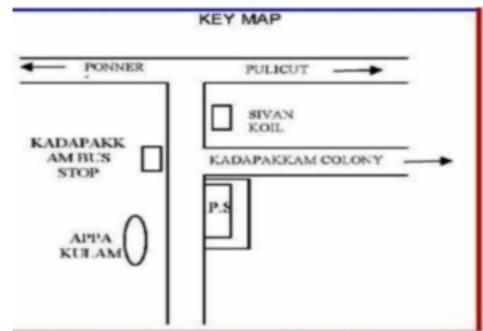 KEY MAP
PONNER
PULICUT
SIVAN
KOIL
KADAPAKK
AM BUS
STOP
KADAPAKKAM COLONY
P.S
APPA
KULAM